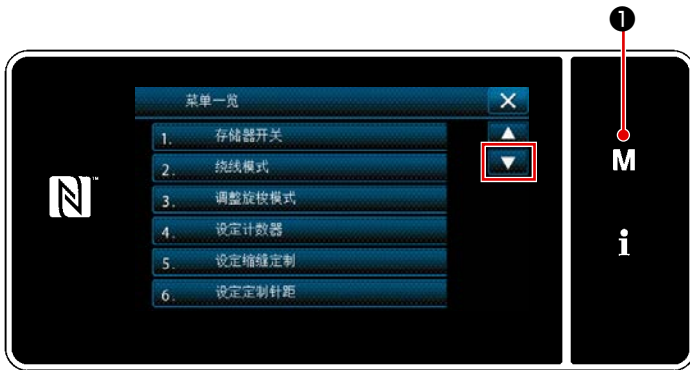 ❶
菜单一览
1. 存储器开关
2. 绕线模式
3. 调整旋梭模式
4. 设定计数器
5. 设定缩缝定制
6. 设定定制针距
M
i
N™